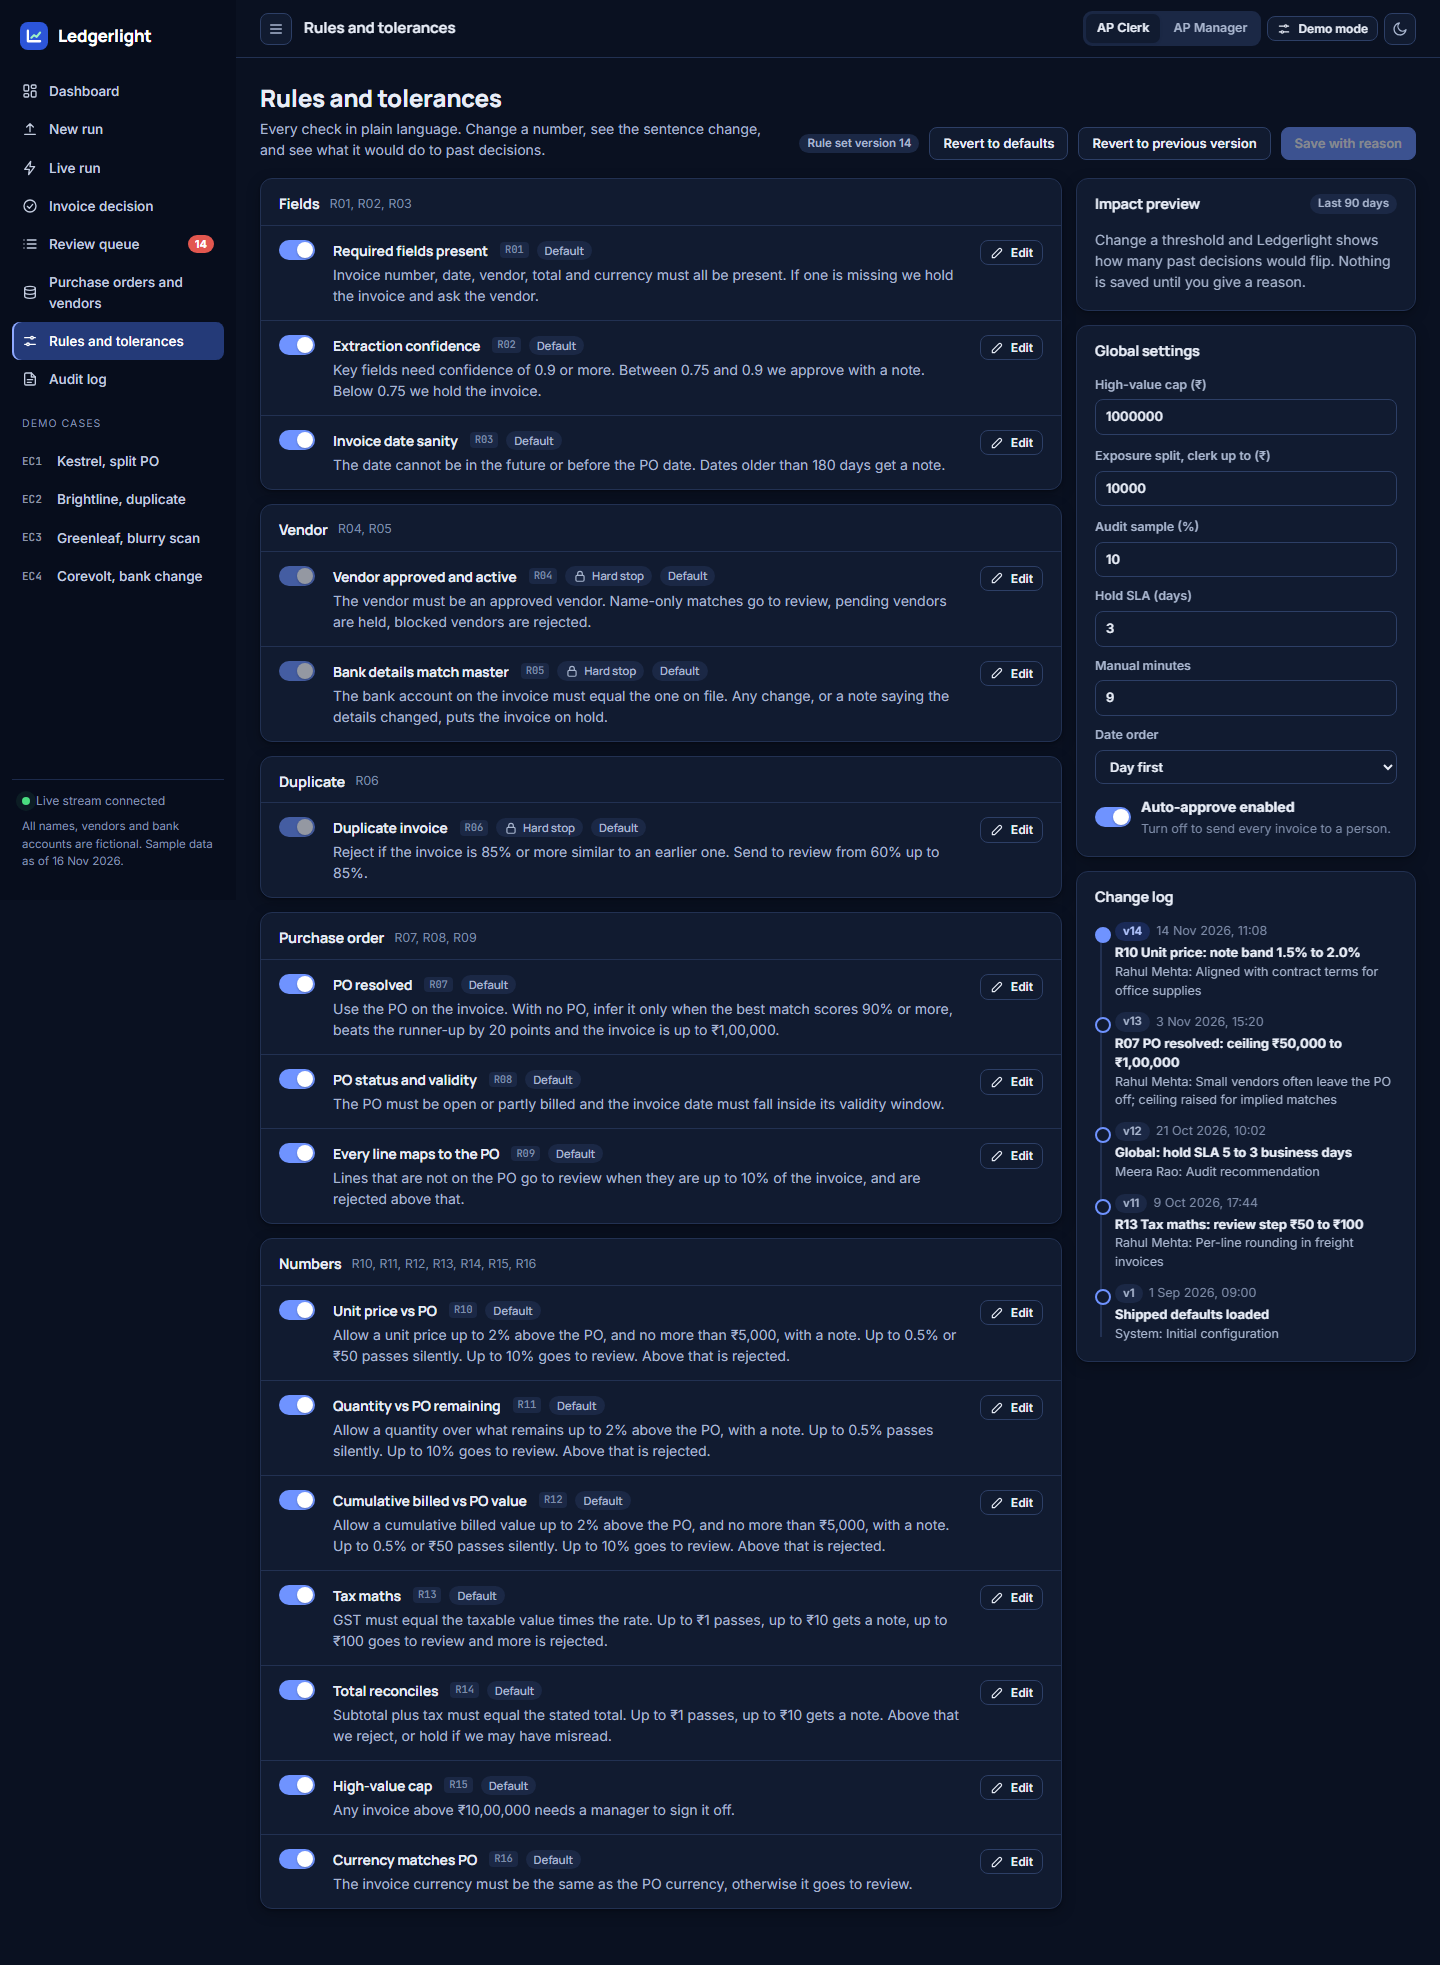 Ledgerlight
Dashboard
New run
Live run
Invoice decision
Review queue 14
Purchase orders and
vendors
Rules and tolerances
Audit log
DEMO CASES
EC1 Kestrel, split PO
EC2 Brightline, duplicate
EC3 Greenleaf, blurry scan
EC4 Corevolt, bank change
Live stream connected
All names, vendors and bank
accounts are fictional. Sample data
as of 16 Nov 2026.
Rules and tolerances
AP Clerk AP Manager Demo mode
Rules and tolerances
Every check in plain language. Change a number, see the sentence change,
and see what it would do to past decisions.
Rule set version 14 Revert to defaults Revert to previous version Save with reason
Fields R01, R02, R03
Required fields present R01 Default Edit
Invoice number, date, vendor, total and currency must all be present. If one is missing we hold
the invoice and ask the vendor.
Extraction confidence R02 Default Edit
Key fields need confidence of 0.9 or more. Between 0.75 and 0.9 we approve with a note.
Below 0.75 we hold the invoice.
Invoice date sanity R03 Default Edit
The date cannot be in the future or before the PO date. Dates older than 180 days get a note.
Vendor R04, R05
Vendor approved and active R04 Hard stop Default Edit
The vendor must be an approved vendor. Name-only matches go to review, pending vendors
are held, blocked vendors are rejected.
Bank details match master R05 Hard stop Default Edit
The bank account on the invoice must equal the one on file. Any change, or a note saying the
details changed, puts the invoice on hold.
Duplicate R06
Duplicate invoice R06 Hard stop Default Edit
Reject if the invoice is 85% or more similar to an earlier one. Send to review from 60% up to
85%.
Purchase order R07, R08, R09
PO resolved R07 Default Edit
Use the PO on the invoice. With no PO, infer it only when the best match scores 90% or more,
beats the runner-up by 20 points and the invoice is up to ₹1,00,000.
PO status and validity R08 Default Edit
The PO must be open or partly billed and the invoice date must fall inside its validity window.
Every line maps to the PO R09 Default Edit
Lines that are not on the PO go to review when they are up to 10% of the invoice, and are
rejected above that.
Numbers R10, R11, R12, R13, R14, R15, R16
Unit price vs PO R10 Default Edit
Allow a unit price up to 2% above the PO, and no more than ₹5,000, with a note. Up to 0.5% or
₹50 passes silently. Up to 10% goes to review. Above that is rejected.
Quantity vs PO remaining R11 Default Edit
Allow a quantity over what remains up to 2% above the PO, with a note. Up to 0.5% passes
silently. Up to 10% goes to review. Above that is rejected.
Cumulative billed vs PO value R12 Default Edit
Allow a cumulative billed value up to 2% above the PO, and no more than ₹5,000, with a note.
Up to 0.5% or ₹50 passes silently. Up to 10% goes to review. Above that is rejected.
Tax maths R13 Default Edit
GST must equal the taxable value times the rate. Up to ₹1 passes, up to ₹10 gets a note, up to
₹100 goes to review and more is rejected.
Total reconciles R14 Default Edit
Subtotal plus tax must equal the stated total. Up to ₹1 passes, up to ₹10 gets a note. Above that
we reject, or hold if we may have misread.
High-value cap R15 Default Edit
Any invoice above ₹10,00,000 needs a manager to sign it off.
Currency matches PO R16 Default Edit
The invoice currency must be the same as the PO currency, otherwise it goes to review.
Impact preview Last 90 days
Change a threshold and Ledgerlight shows
how many past decisions would flip. Nothing
is saved until you give a reason.
Global settings
High-value cap (₹)
1000000
Exposure split, clerk up to (₹)
10000
Audit sample (%)
10
Hold SLA (days)
3
Manual minutes
9
Date order
Day first
Auto-approve enabled
Turn off to send every invoice to a person.
Change log
v14 14 Nov 2026, 11:08
R10 Unit price: note band 1.5% to 2.0%
Rahul Mehta: Aligned with contract terms for
office supplies
v13 3 Nov 2026, 15:20
R07 PO resolved: ceiling ₹50,000 to
₹1,00,000
Rahul Mehta: Small vendors often leave the PO
off; ceiling raised for implied matches
v12 21 Oct 2026, 10:02
Global: hold SLA 5 to 3 business days
Meera Rao: Audit recommendation
v11 9 Oct 2026, 17:44
R13 Tax maths: review step ₹50 to ₹100
Rahul Mehta: Per-line rounding in freight
invoices
v1 1 Sep 2026, 09:00
Shipped defaults loaded
System: Initial configuration